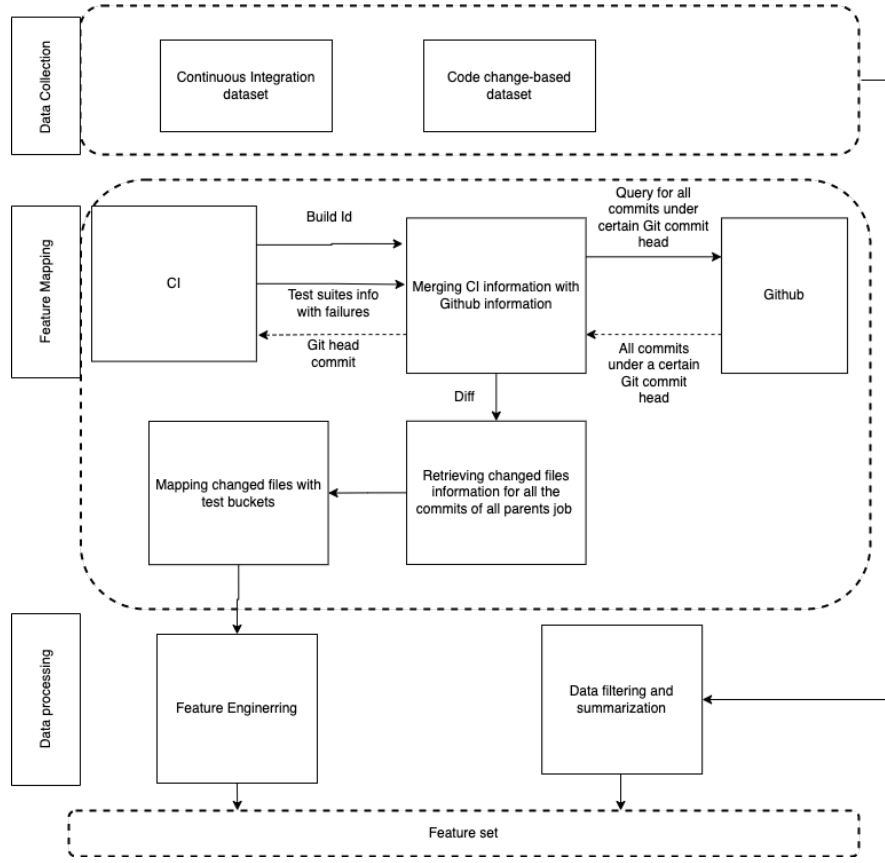 Data Collection
Continuous Integration
dataset
Code change-based
dataset
Feature Mapping
CI
Build Id
Test suites info
with failures
Git head
commit
Merging CI information with
Github information
Query for all
commits under
certain Git commit
head
Github
All commits
under a certain
Git commit
head
Diff
Mapping changed files with
test buckets
Retrieving changed files
information for all the
commits of all parents job
Data processing
Feature Enginerring
Data filtering and
summarization
Feature set